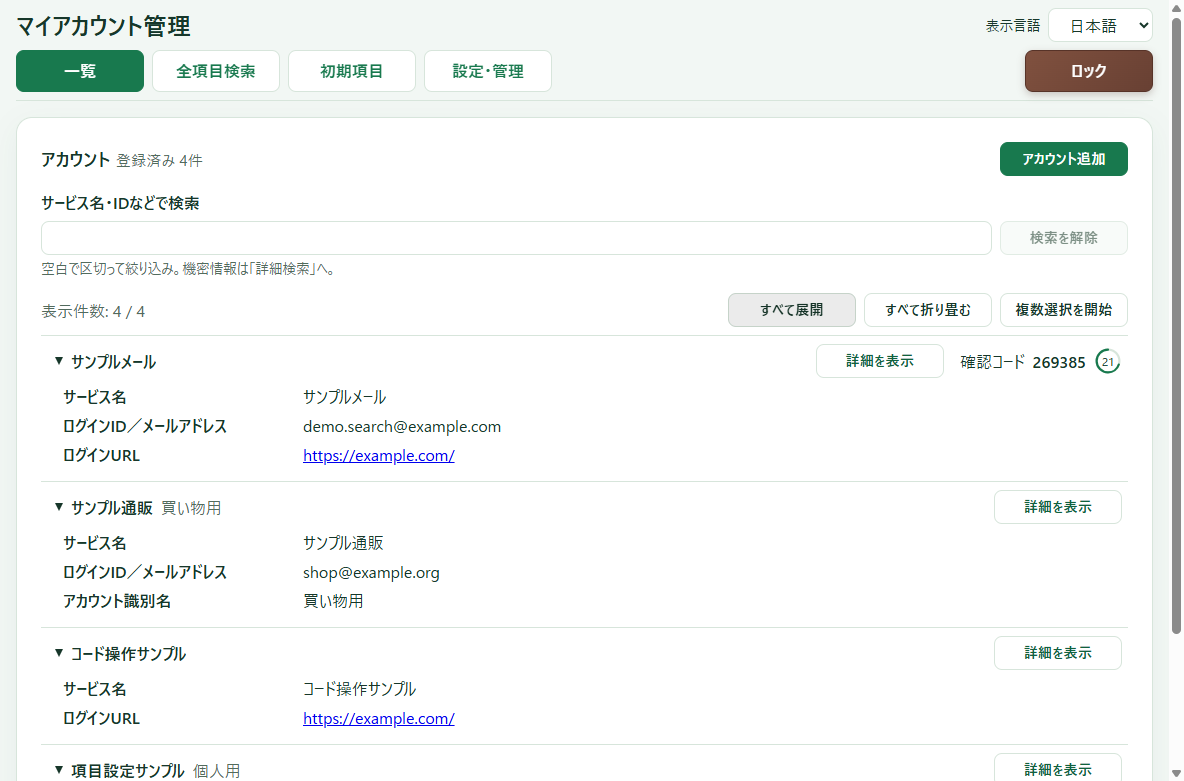 マイアカウント管理
表示言語 日本語
一覧 全項目検索 初期項目 設定・管理 ロック
アカウント 登録済み 4件 アカウント追加
サービス名・IDなどで検索
検索を解除
空白で区切って絞り込み。機密情報は「詳細検索」へ。
表示件数: 4 / 4 すべて展開 すべて折り畳む 複数選択を開始
▼ サンプルメール 詳細を表示 確認コード 269385 21
サービス名 サンプルメール
ログインID／メールアドレス demo.search@example.com
ログインURL https://example.com/
▼ サンプル通販 買い物用 詳細を表示
サービス名 サンプル通販
ログインID／メールアドレス shop@example.org
アカウント識別名 買い物用
▼ コード操作サンプル 詳細を表示
サービス名 コード操作サンプル
ログインURL https://example.com/
▼ 項目設定サンプル 個人用 詳細を表示